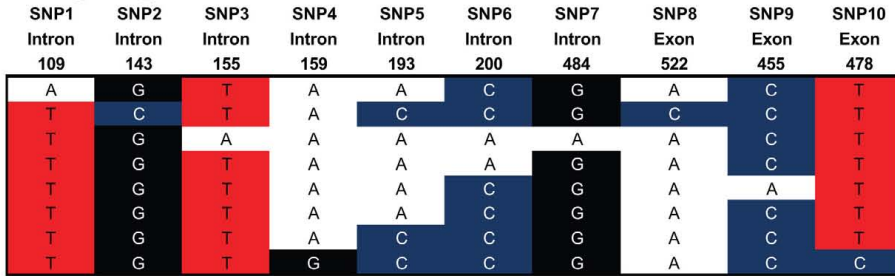 SNP1 SNP2 SNP3 SNP4 SNP5 SNP6 SNP7 SNP8 SNP9 SNP10
Intron Intron Intron Intron Intron Intron Intron Exon Exon Exon
109 143 155 159 193 200 484 522 455 478
A G T A A C G A C T
T C T A C C G C C T
T G A A A A A A C T
T G T A A A G A C T
T G T A A C G A A T
T G T A A C G A C T
T G T A C C G A C T
T G T G C C G A C C